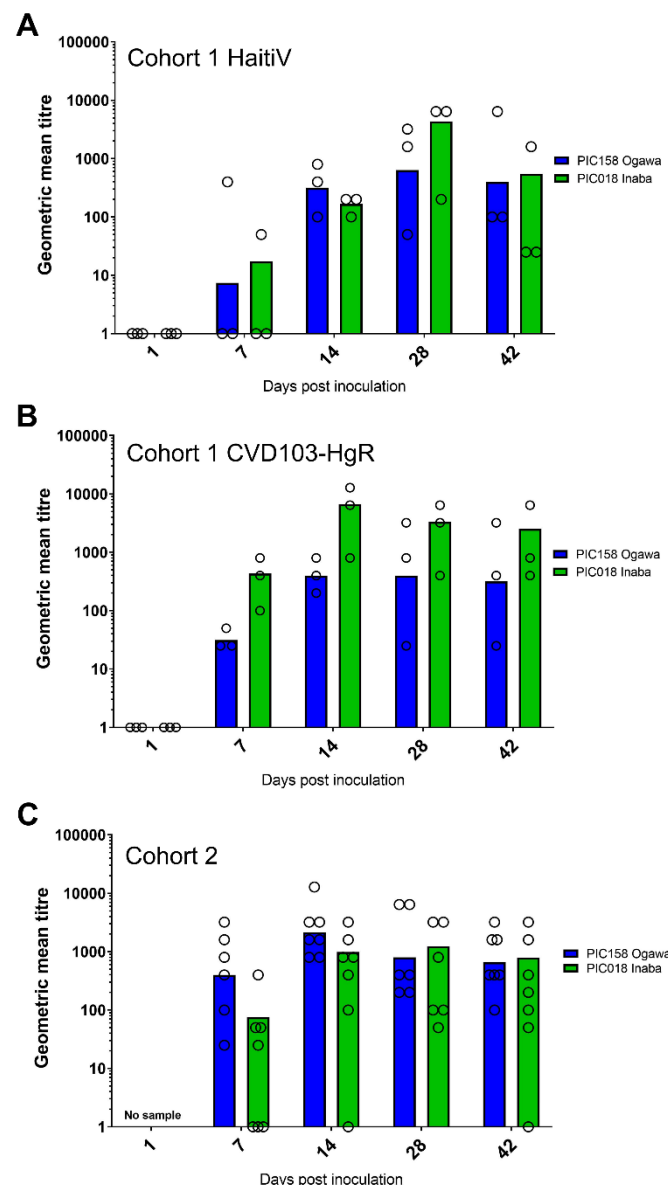 A
Cohort 1 HaitiV
100000
10000
1000
100
10
1
Geometric mean titre
1 7 14 28 42
Days post inoculation
PIC158 Ogawa
PIC018 Inaba
B
Cohort 1 CVD103-HgR
100000
10000
1000
100
10
1
Geometric mean titre
1 7 14 28 42
Days post inoculation
PIC158 Ogawa
PIC018 Inaba
C
Cohort 2
100000
10000
1000
100
10
1
Geometric mean titre
No sample
1 7 14 28 42
Days post inoculation
PIC158 Ogawa
PIC018 Inaba